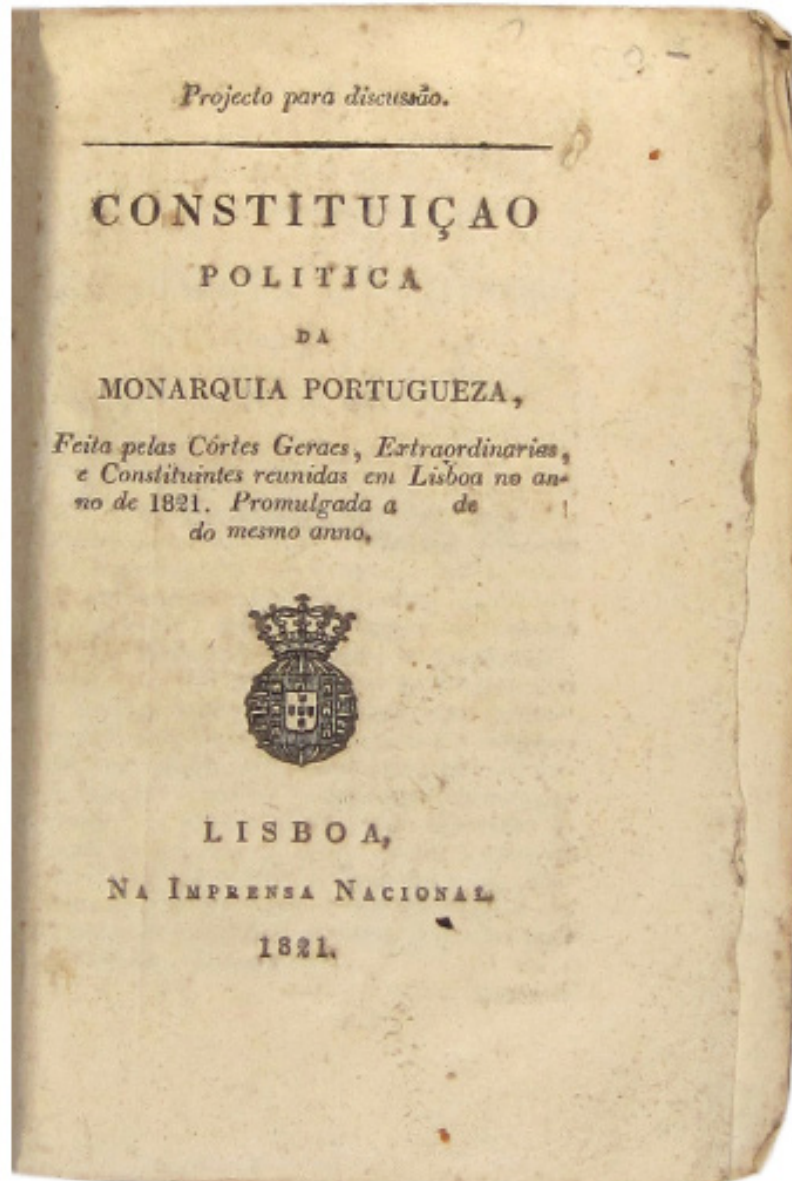 Projecto para discussão.
CONSTITUIÇAO
POLITICA
DA
MONARQUIA PORTUGUEZA,
Feita pelas Córtes Geraes, Extraordinarias,
e Constituintes reunidas em Lisboa no an-
no de 1821. Promulgada a de
do mesmo anno.
LISBOA,
NA IMPRENSA NACIONAL.
1821.